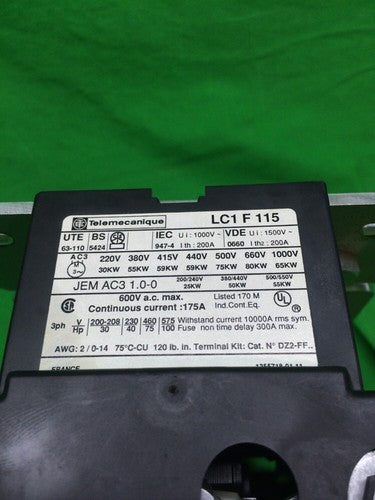 Telemecanique LC1 F 115
UTE BS IEC Ui: 1000V~ VDE Ui: 1500V~
63-110 5424 947-4 Ith: 200A 0660 Ith: 200A
AC3 220V 380V 415V 440V 500V 660V 1000V
3~ 30KW 55KW 59KW 59KW 75KW 80KW 65KW
JEM AC3 1.0-0 200/240V 25KW 380/440V 50KW 500/550V 55KW
600V a.c. max. Listed 170 M
Continuous current :175A Ind.Cont.Eq.
3ph V 200-208 230 460 575 Withstand current 10000A rms sym.
Hp 30 40 75 100 Fuse non time delay 300A max.
AWG: 2/0-14 75°C-CU 120 lb. in. Terminal Kit: Cat. N° DZ2-FF..
FRANCE